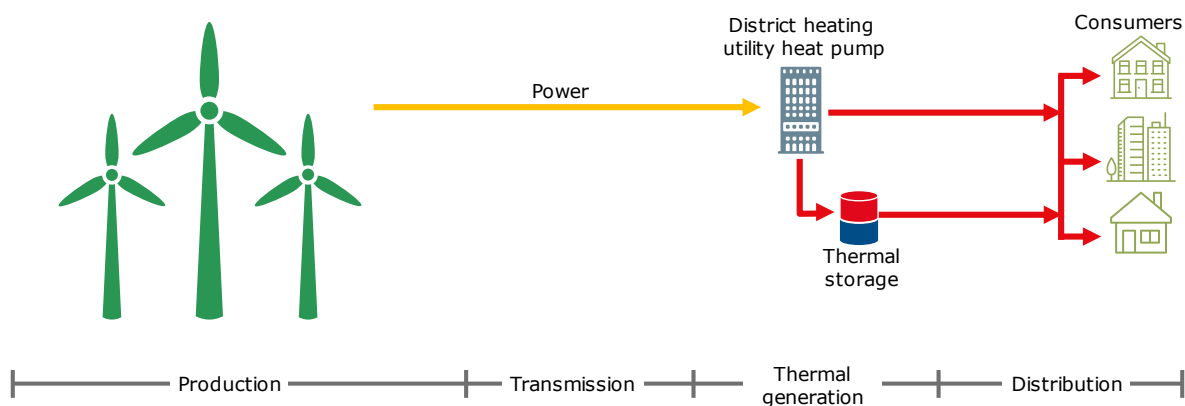 District heating
utility heat pump
Consumers
Power
Thermal
storage
Production
Transmission
Thermal
generation
Distribution